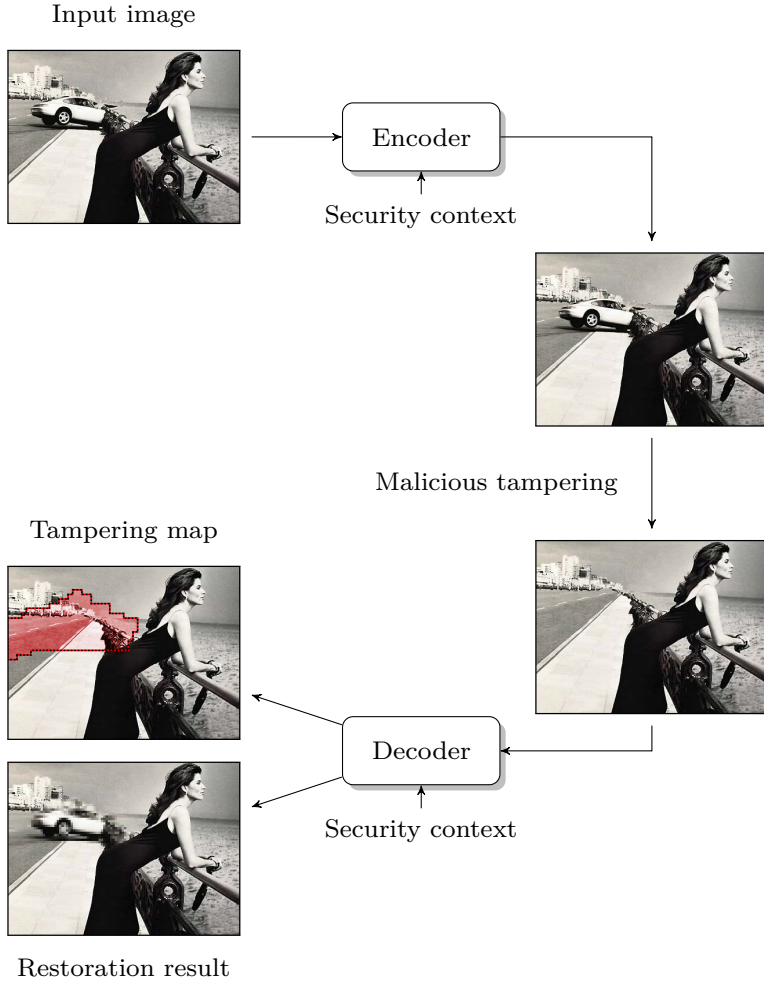 Input image
Encoder
Security context
Malicious tampering
Tampering map
Decoder
Security context
Restoration result